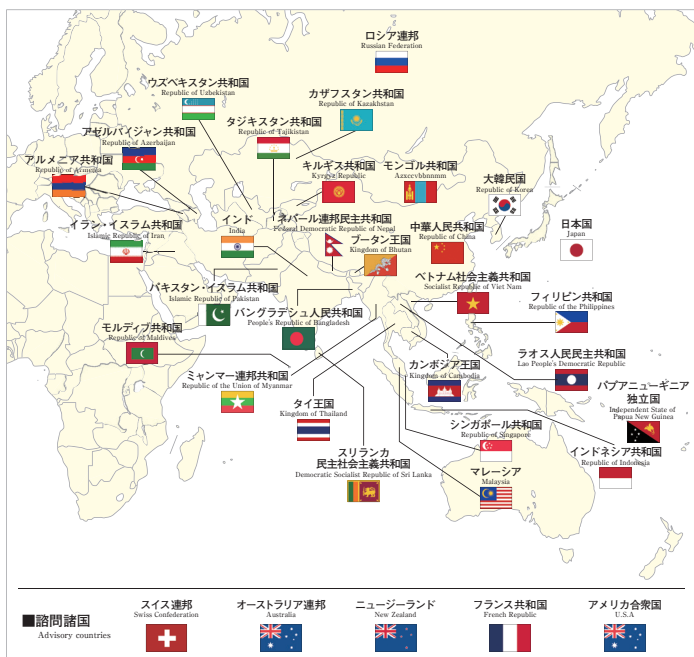 ロシア連邦
Russian Federation
ウズベキスタン共和国
Republic of Uzbekistan
カザフスタン共和国
Republic of Kazakhstan
タジキスタン共和国
Republic of Tajikistan
アゼルバイジャン共和国
Republic of Azerbaijan
アルメニア共和国
Republic of Armenia
キルギス共和国
Kyrgyz Republic
モンゴル共和国
Azxccvbbnnmm
大韓民国
Republic of Korea
イラン・イスラム共和国
Islamic Republic of Iran
インド
India
ネパール連邦民主共和国
Federal Democratic Republic of Nepal
ブータン王国
Kingdom of Bhutan
中華人民共和国
Republic of China
日本国
Japan
パキスタン・イスラム共和国
Islamic Republic of Pakistan
ベトナム社会主義共和国
Socialist Republic of Viet Nam
フィリピン共和国
Republic of the Philippines
バングラデシュ人民共和国
People's Republic of Bangladesh
モルディブ共和国
Republic of Maldives
ミャンマー連邦共和国
Republic of the Union of Myanmar
カンボジア王国
Kingdom of Cambodia
ラオス人民民主共和国
Lao People's Democratic Republic
タイ王国
Kingdom of Thailand
パプアニューギニア
独立国
Independent State of
Papua New Guinea
シンガポール共和国
Republic of Singapore
スリランカ
民主社会主義共和国
Democratic Socialist Republic of Sri Lanka
マレーシア
Malaysia
インドネシア共和国
Republic of Indonesia
■諮問諸国
Advisory countries
スイス連邦
Swiss Confederation
オーストラリア連邦
Australia
ニュージーランド
New Zealand
フランス共和国
French Republic
アメリカ合衆国
U.S.A